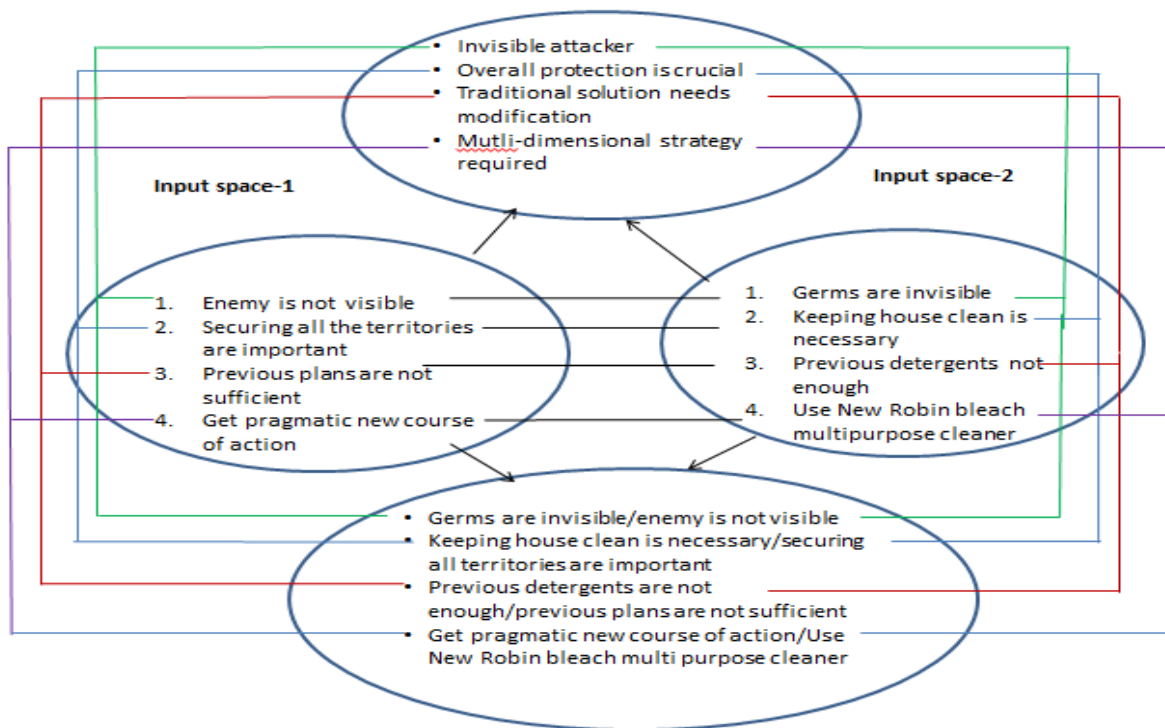 • Invisible attacker
• Overall protection is crucial
• Traditional solution needs
modification
• Mutli-dimensional strategy
required
Input space-1
Input space-2
1. Enemy is not visible
2. Securing all the territories
are important
3. Previous plans are not
sufficient
4. Get pragmatic new course
of action
1. Germs are invisible
2. Keeping house clean is
necessary
3. Previous detergents not
enough
4. Use New Robin bleach
multipurpose cleaner
• Germs are invisible/enemy is not visible
• Keeping house clean is necessary/securing
all territories are important
• Previous detergents are not
enough/previous plans are not sufficient
• Get pragmatic new course of action/Use
New Robin bleach multi purpose cleaner